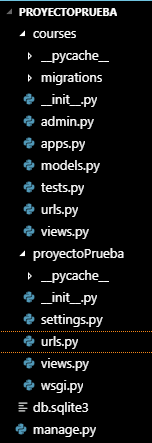 PROYECTOPRUEBA
courses
__pycache__
migrations
__init__.py
admin.py
apps.py
models.py
tests.py
urls.py
views.py
proyectoPrueba
__pycache__
__init__.py
settings.py
urls.py
views.py
wsgi.py
db.sqlite3
manage.py